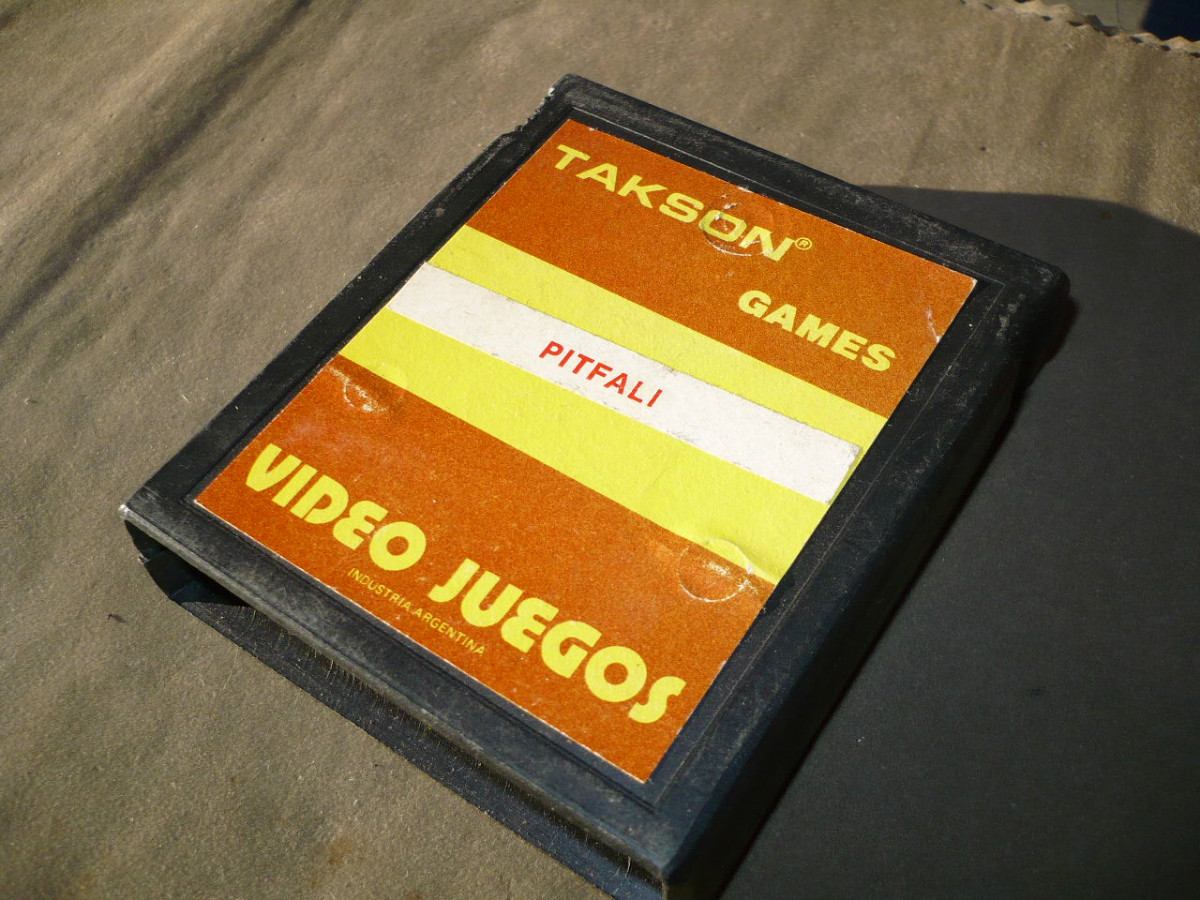 TAKSON®
GAMES
PITFALI
VIDEO JUEGOS
INDUSTRIA ARGENTINA